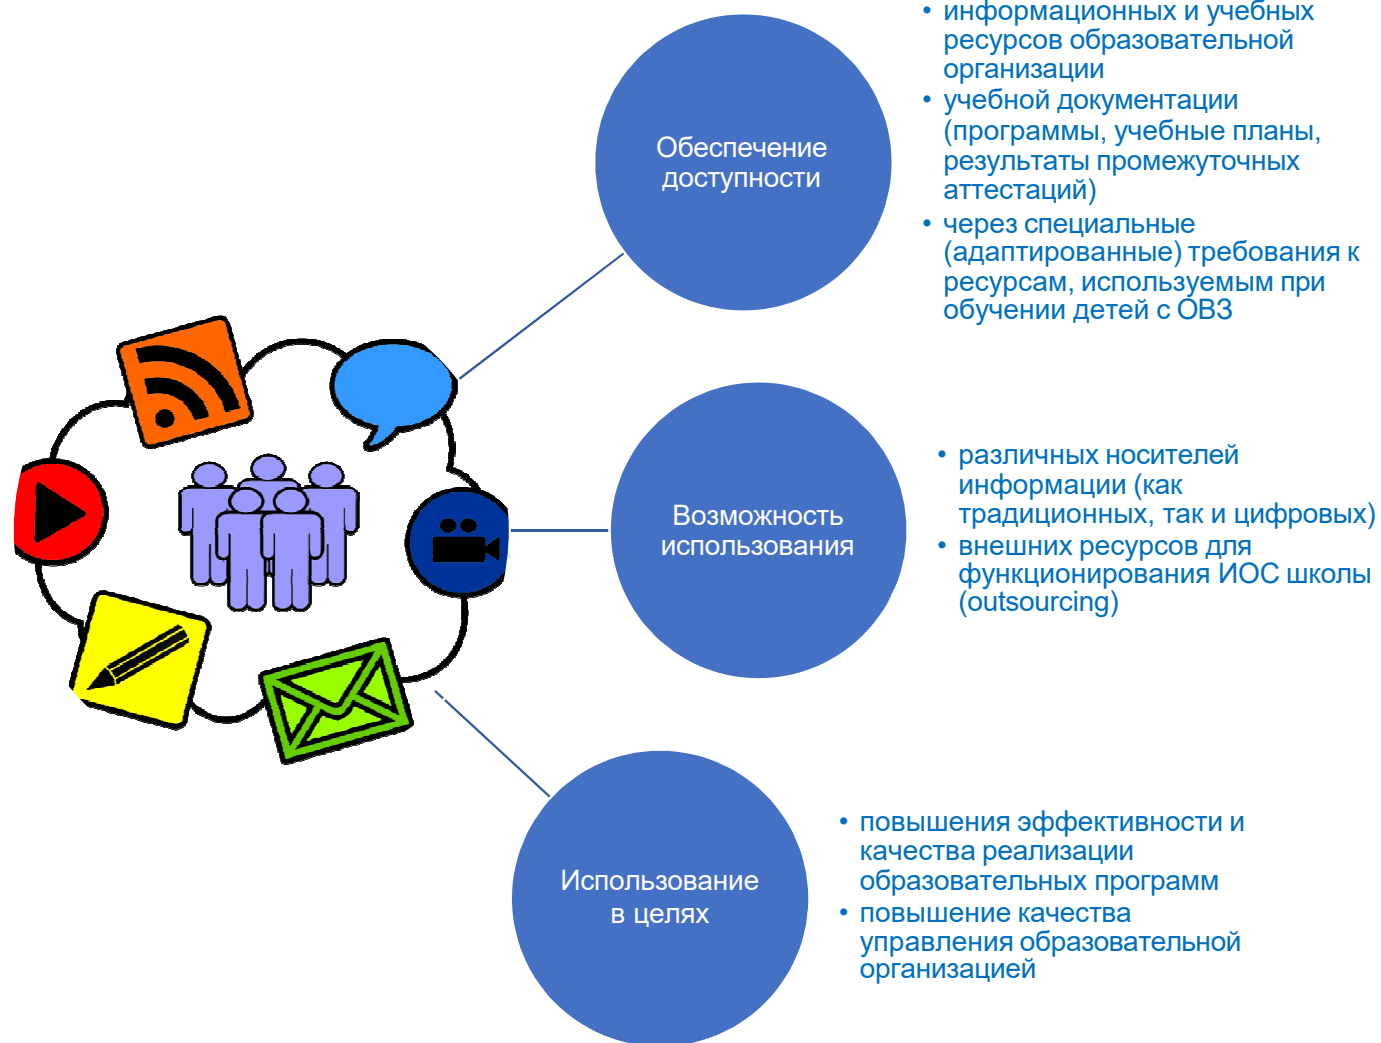 Обеспечение
доступности
• информационных и учебных
ресурсов образовательной
организации
• учебной документации
(программы, учебные планы,
результаты промежуточных
аттестаций)
• через специальные
(адаптированные) требования к
ресурсам, используемым при
обучении детей с ОВЗ
Возможность
использования
• различных носителей
информации (как
традиционных, так и цифровых)
• внешних ресурсов для
функционирования ИОС школы
(outsourcing)
Использование
в целях
• повышения эффективности и
качества реализации
образовательных программ
• повышение качества
управления образовательной
организацией